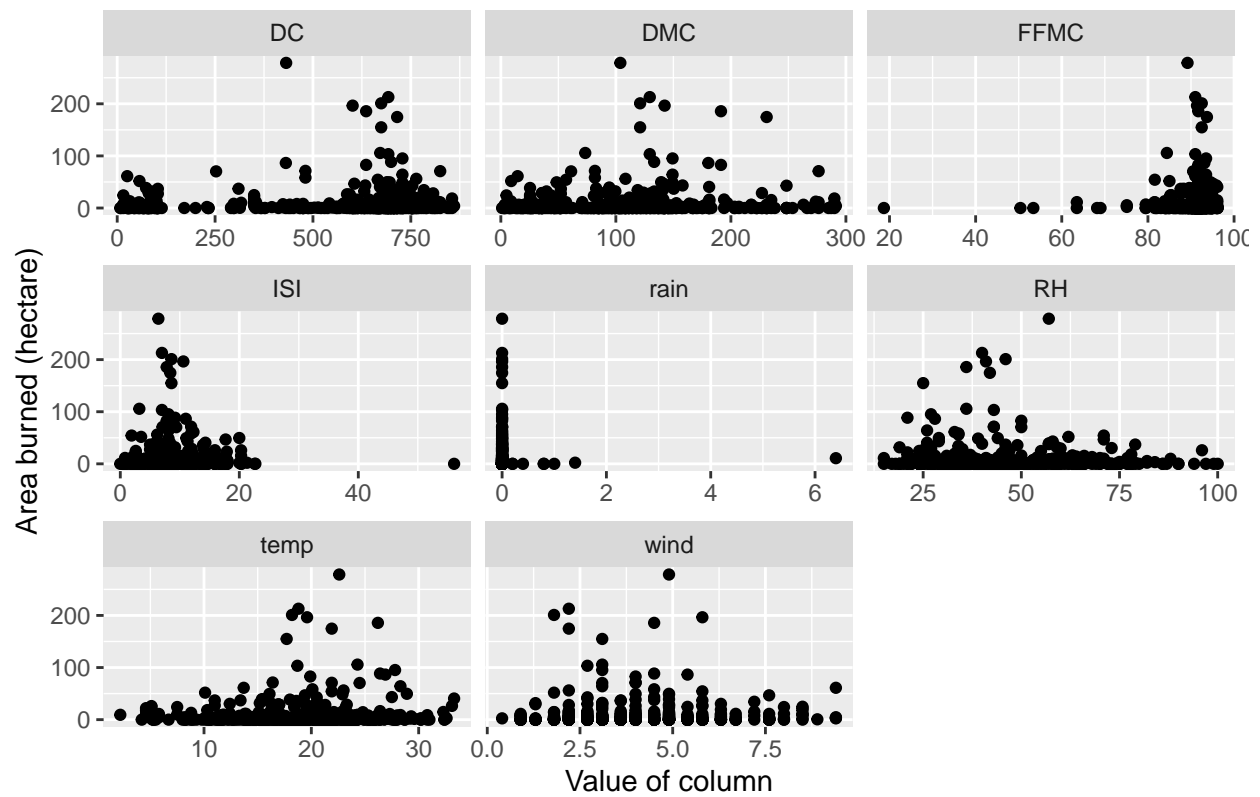 DC DMC FFMC
200
100
0
0 250 500 750 0 100 200 300 20 40 60 80 100
ISI rain RH
Area burned (hectare)
200
100
0
0 20 40 0 2 4 6 25 50 75 100
temp wind
200
100
0
10 20 30 0.0 2.5 5.0 7.5
Value of column